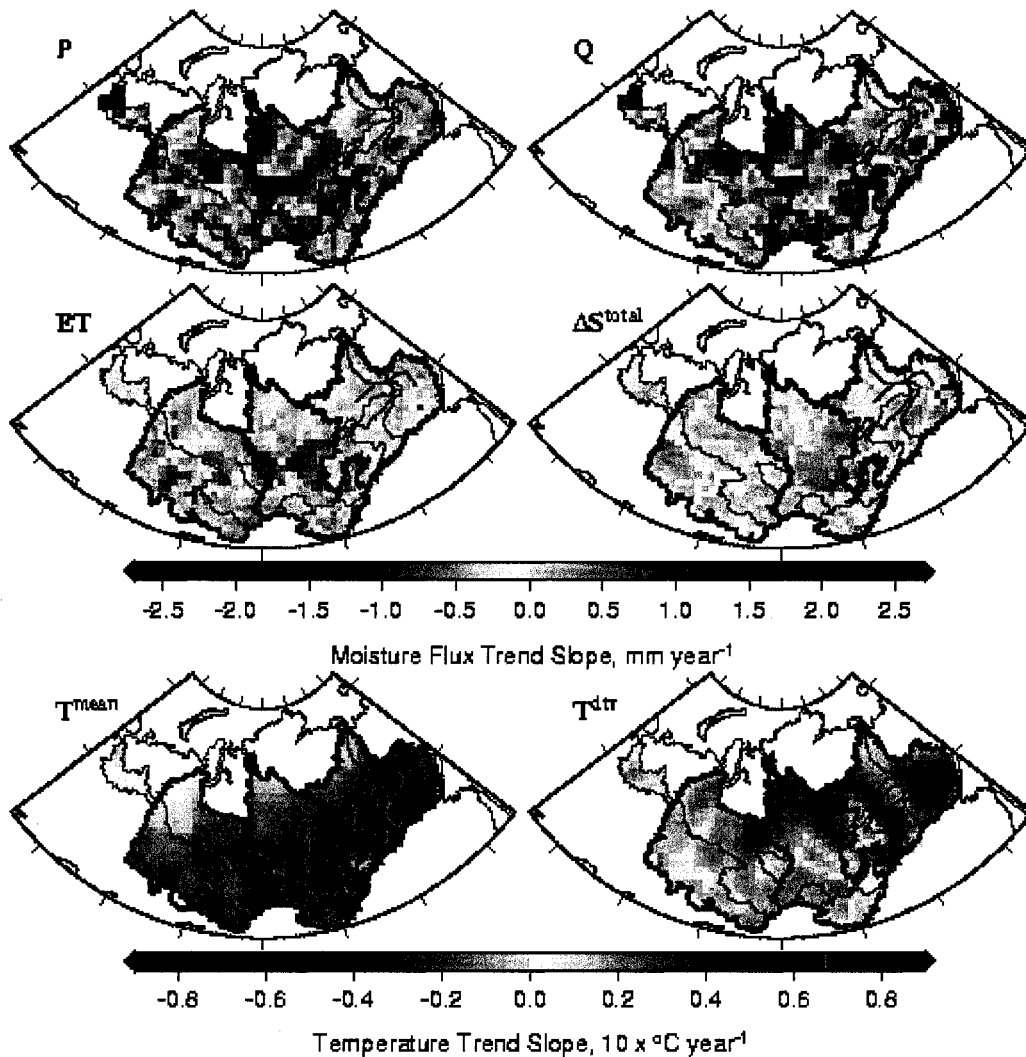 P Q
ET ΔS^total
-2.5 -2.0 -1.5 -1.0 -0.5 0.0 0.5 1.0 1.5 2.0 2.5
Moisture Flux Trend Slope, mm year^-1
T^mean T^dtr
-0.8 -0.6 -0.4 -0.2 0.0 0.2 0.4 0.6 0.8
Temperature Trend Slope, 10 x °C year^-1